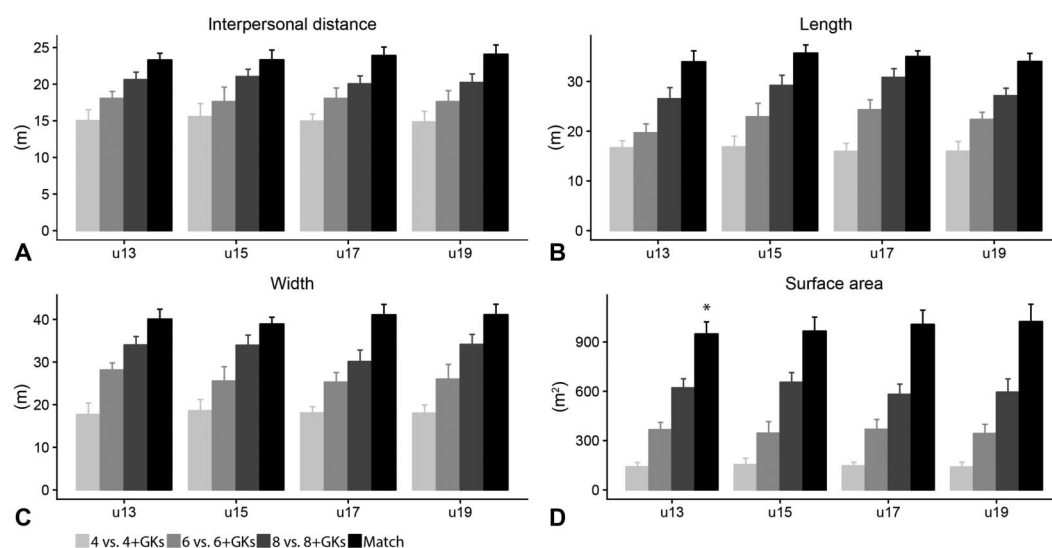 Interpersonal distance
25
20
15
10
5
0
(m)
u13 u15 u17 u19
A
Length
30
20
10
0
(m)
u13 u15 u17 u19
B
Width
40
30
20
10
0
(m)
u13 u15 u17 u19
C
Surface area
*
900
600
300
0
(m²)
u13 u15 u17 u19
D
4 vs. 4+GKs 6 vs. 6+GKs 8 vs. 8+GKs Match